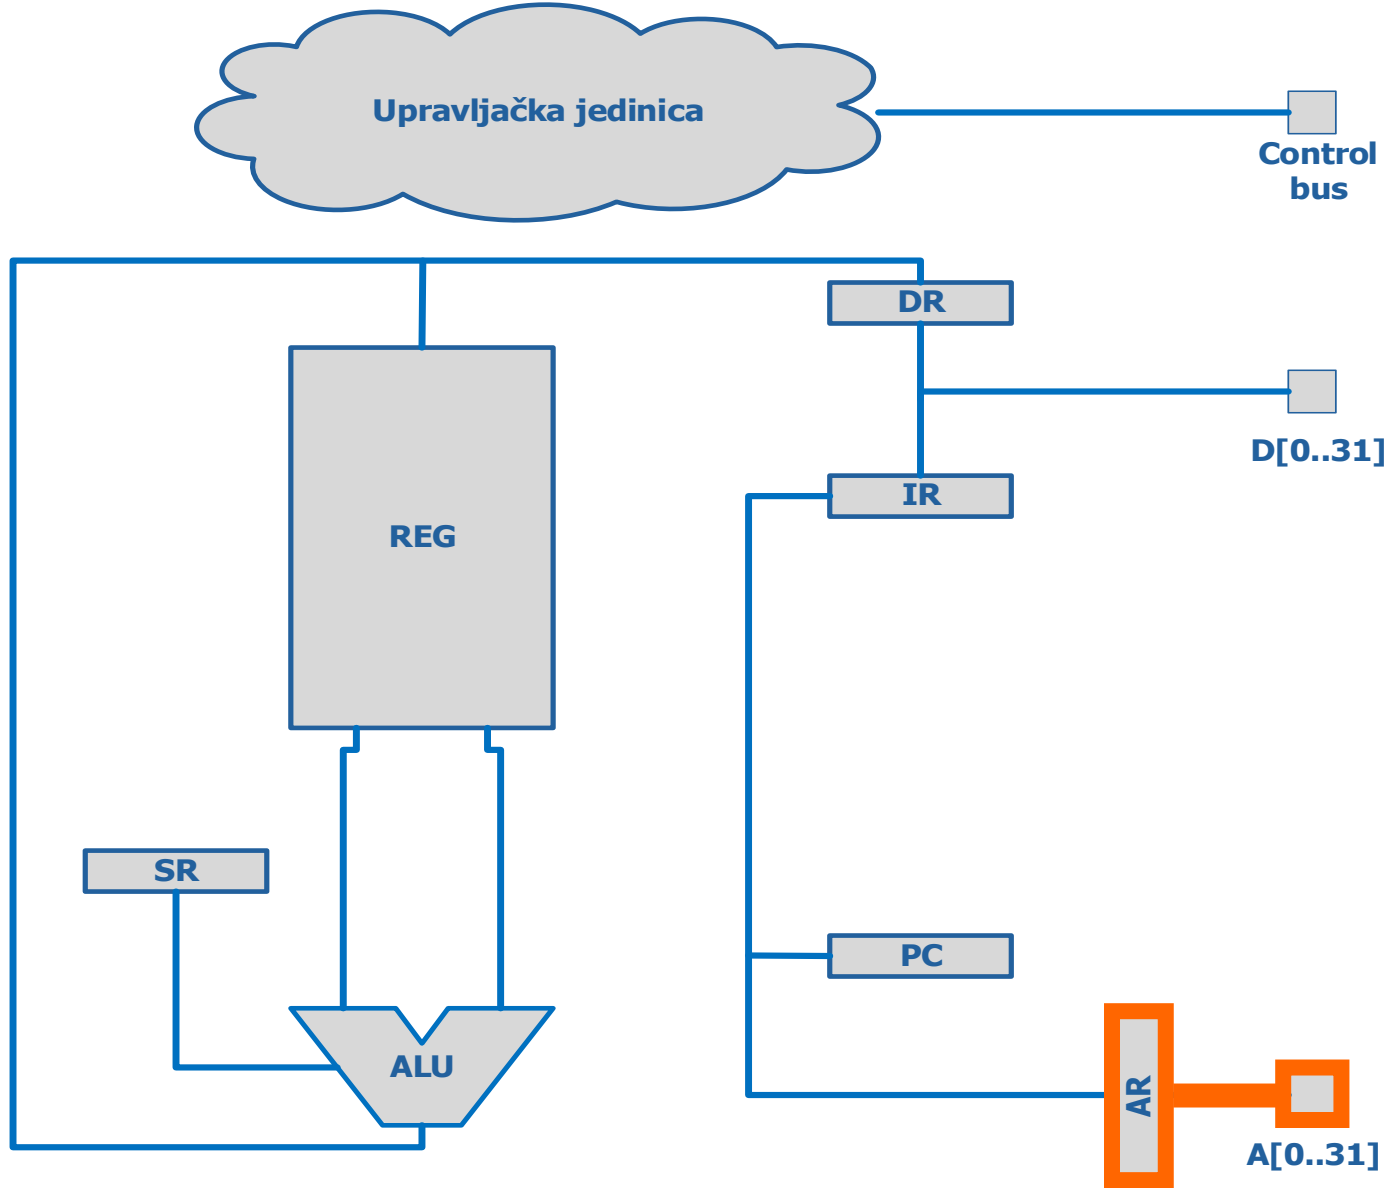 Upravljačka jedinica
Control
bus
DR
D[0..31]
IR
REG
SR
PC
ALU
AR
A[0..31]